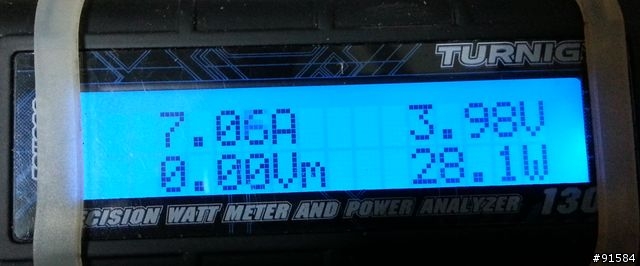 TURNIG
7.06A 3.98V
0.00Vm 28.1W
CISION WATT METER AND POWER ANALYZER 130
#91584